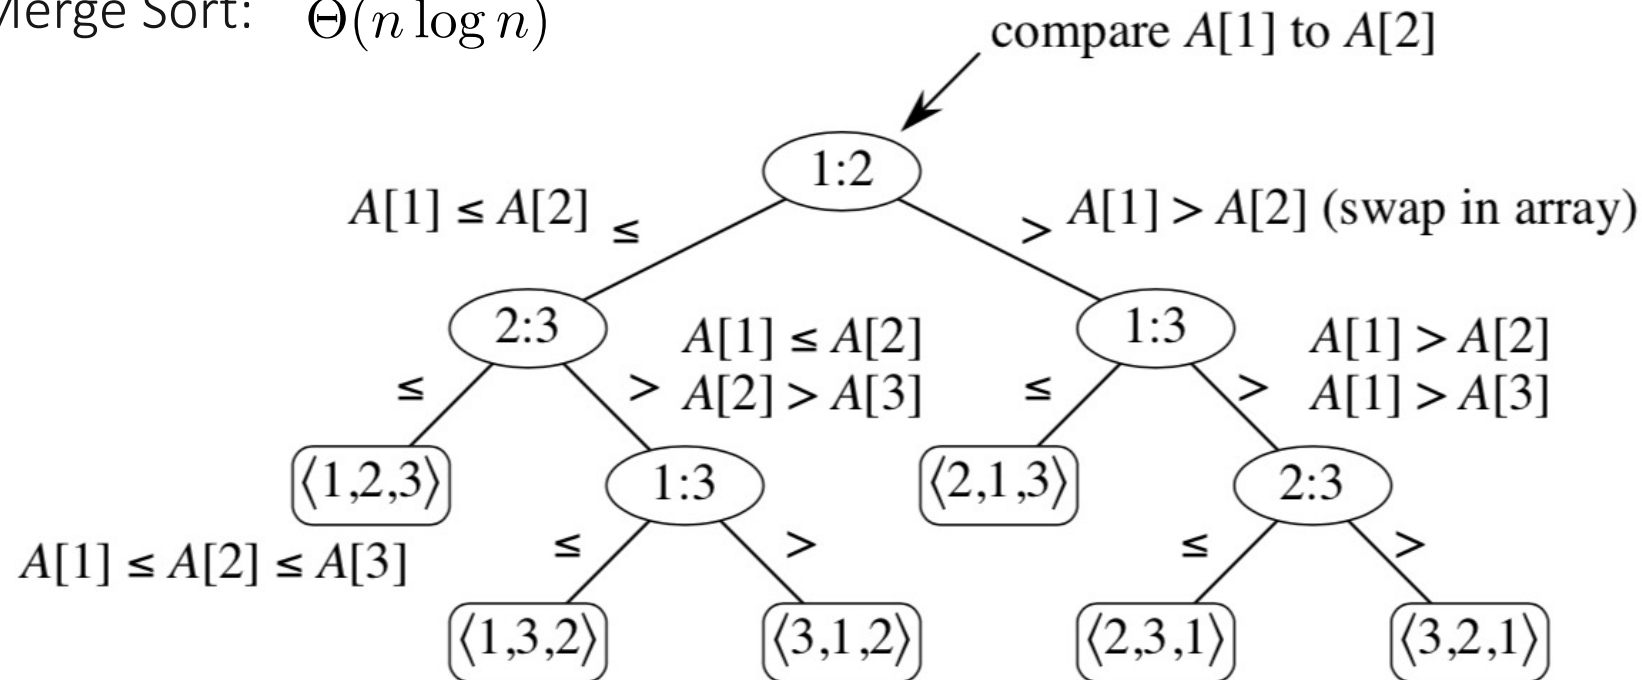 Merge Sort: Θ(n log n)
compare A[1] to A[2]
1:2
A[1] ≤ A[2] ≤
> A[1] > A[2] (swap in array)
2:3
A[1] ≤ A[2]
1:3
A[1] > A[2]
≤
> A[2] > A[3]
≤
> A[1] > A[3]
⟨1,2,3⟩
1:3
⟨2,1,3⟩
2:3
A[1] ≤ A[2] ≤ A[3]
≤
>
≤
>
⟨1,3,2⟩
⟨3,1,2⟩
⟨2,3,1⟩
⟨3,2,1⟩